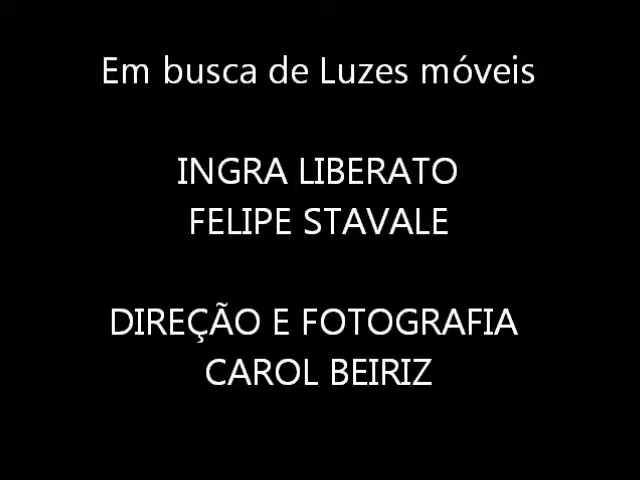 Em busca de Luzes móveis
INGRA LIBERATO
FELIPE STAVALE
DIREÇÃO E FOTOGRAFIA
CAROL BEIRIZ